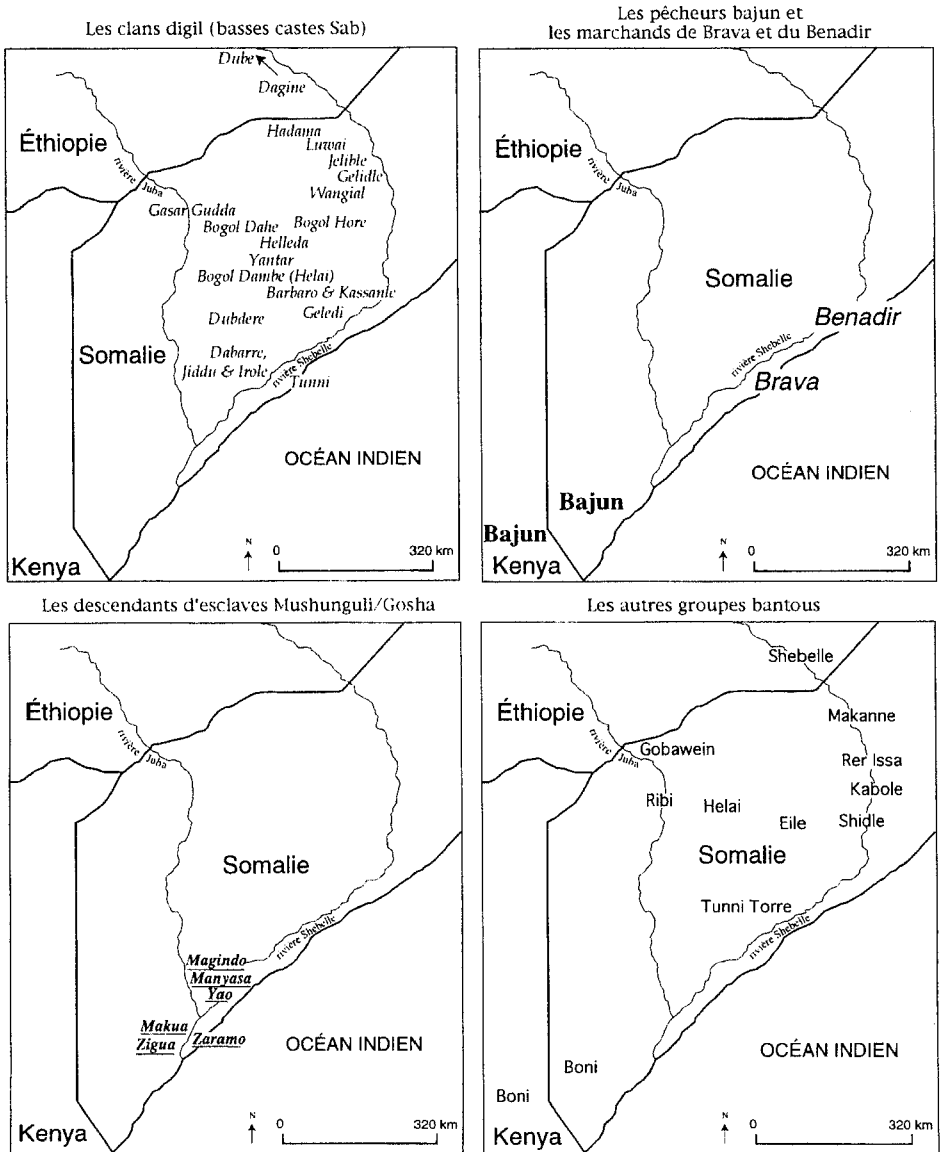 Les clans digil (basses castes Sab)
Dube
Dagine
Éthiopie
Hadama
Luwai
Jelible
Gelidle
Wangial
rivière Juba
Gasar Gudda
Bogol Dahe
Bogol Hore
Helleda
Yantar
Bogol Dambe (Helai)
Barbaro & Kassanle
Dubdere
Geledi
Somalie
Dabarre,
Jiddu & Irole
rivière Shebelle
Tunni
OCÉAN INDIEN
N
0
320 km
Kenya
Les pêcheurs bajun et
les marchands de Brava et du Benadir
Éthiopie
rivière Juba
Somalie
Benadir
rivière Shebelle
Brava
OCÉAN INDIEN
Bajun
Bajun
N
0
320 km
Kenya
Les descendants d'esclaves Mushunguli/Gosha
Éthiopie
rivière Juba
Somalie
rivière Shebelle
Magindo
Manyasa
Yao
Makua
Zigua
Zaramo
OCÉAN INDIEN
N
0
320 km
Kenya
Les autres groupes bantous
Shebelle
Éthiopie
Makanne
rivière Juba
Gobawein
Rer Issa
Kabole
Ribi
Helai
Eile
Shidle
Somalie
Tunni Torre
rivière Shebelle
OCÉAN INDIEN
Boni
Boni
N
0
320 km
Kenya